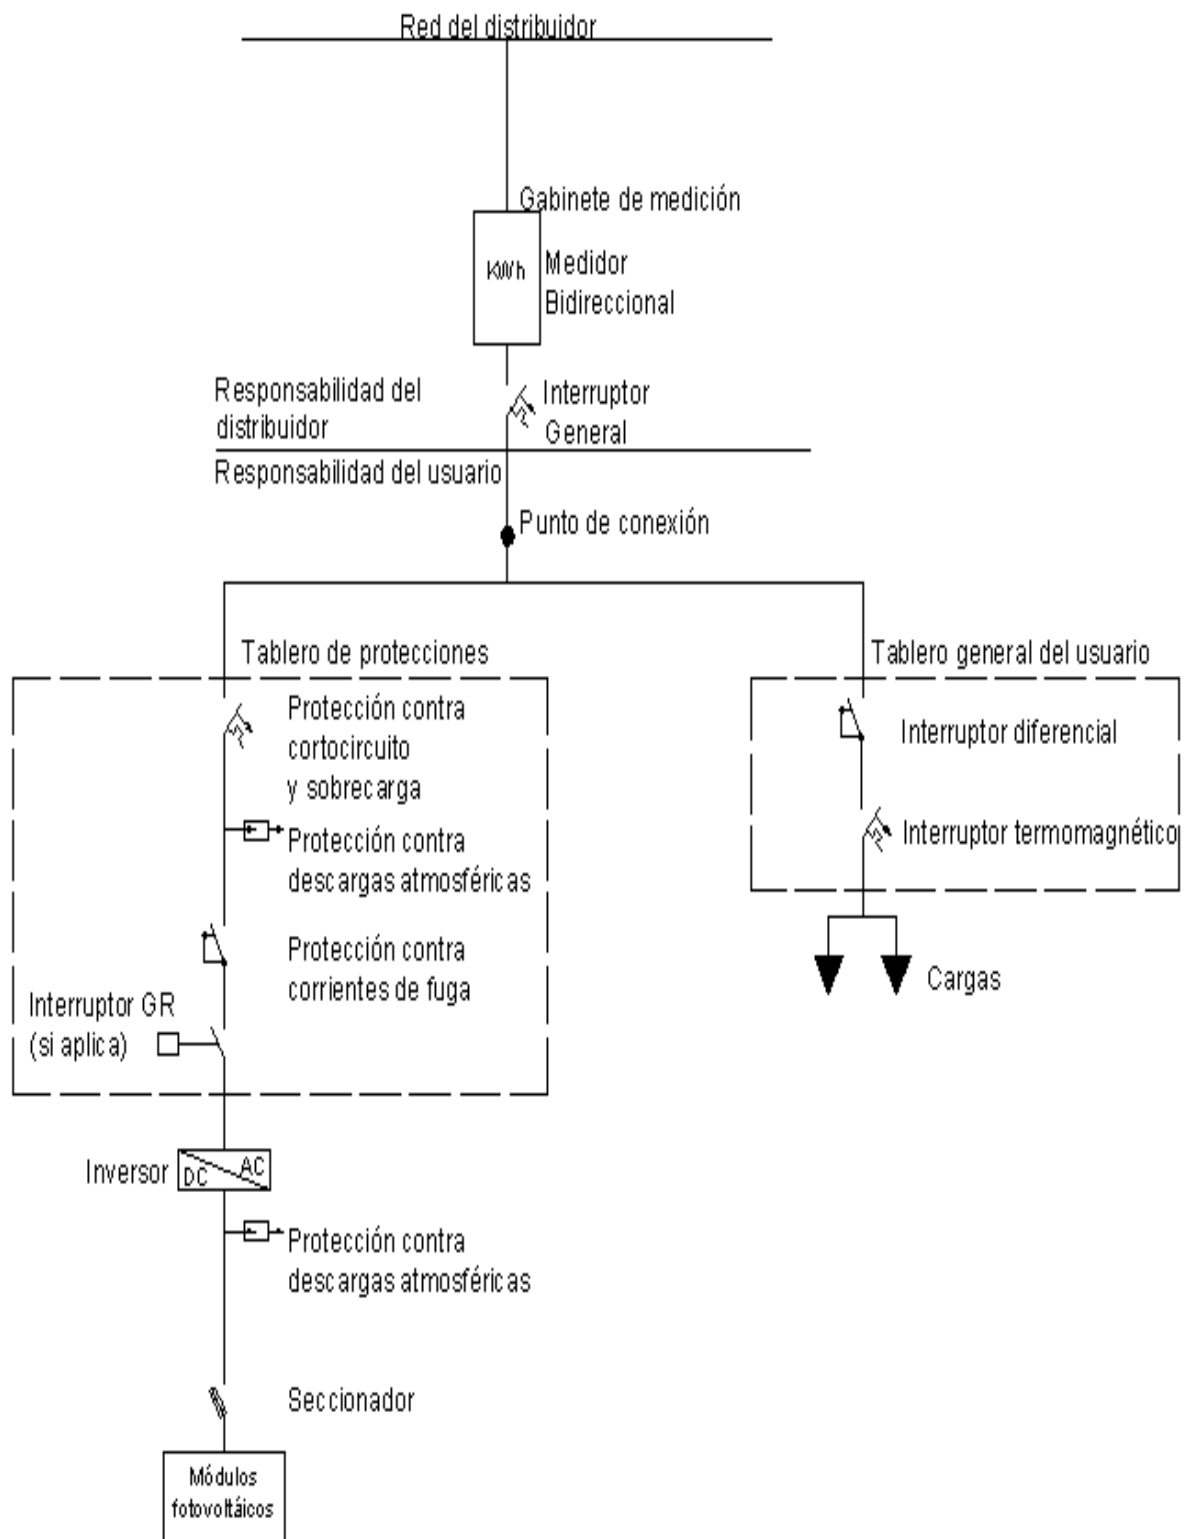 Red del distribuidor
Gabinete de medición
KWh
Medidor
Bidireccional
Responsabilidad del
distribuidor
Interruptor
General
Responsabilidad del usuario
Punto de conexión
Tablero de protecciones
Protección contra
cortocircuito
y sobrecarga
Protección contra
descargas atmosféricas
Protección contra
corrientes de fuga
Interruptor GR
(si aplica)
Inversor
DC
AC
Protección contra
descargas atmosféricas
Seccionador
Módulos
fotovoltáicos
Tablero general del usuario
Interruptor diferencial
Interruptor termomagnético
Cargas